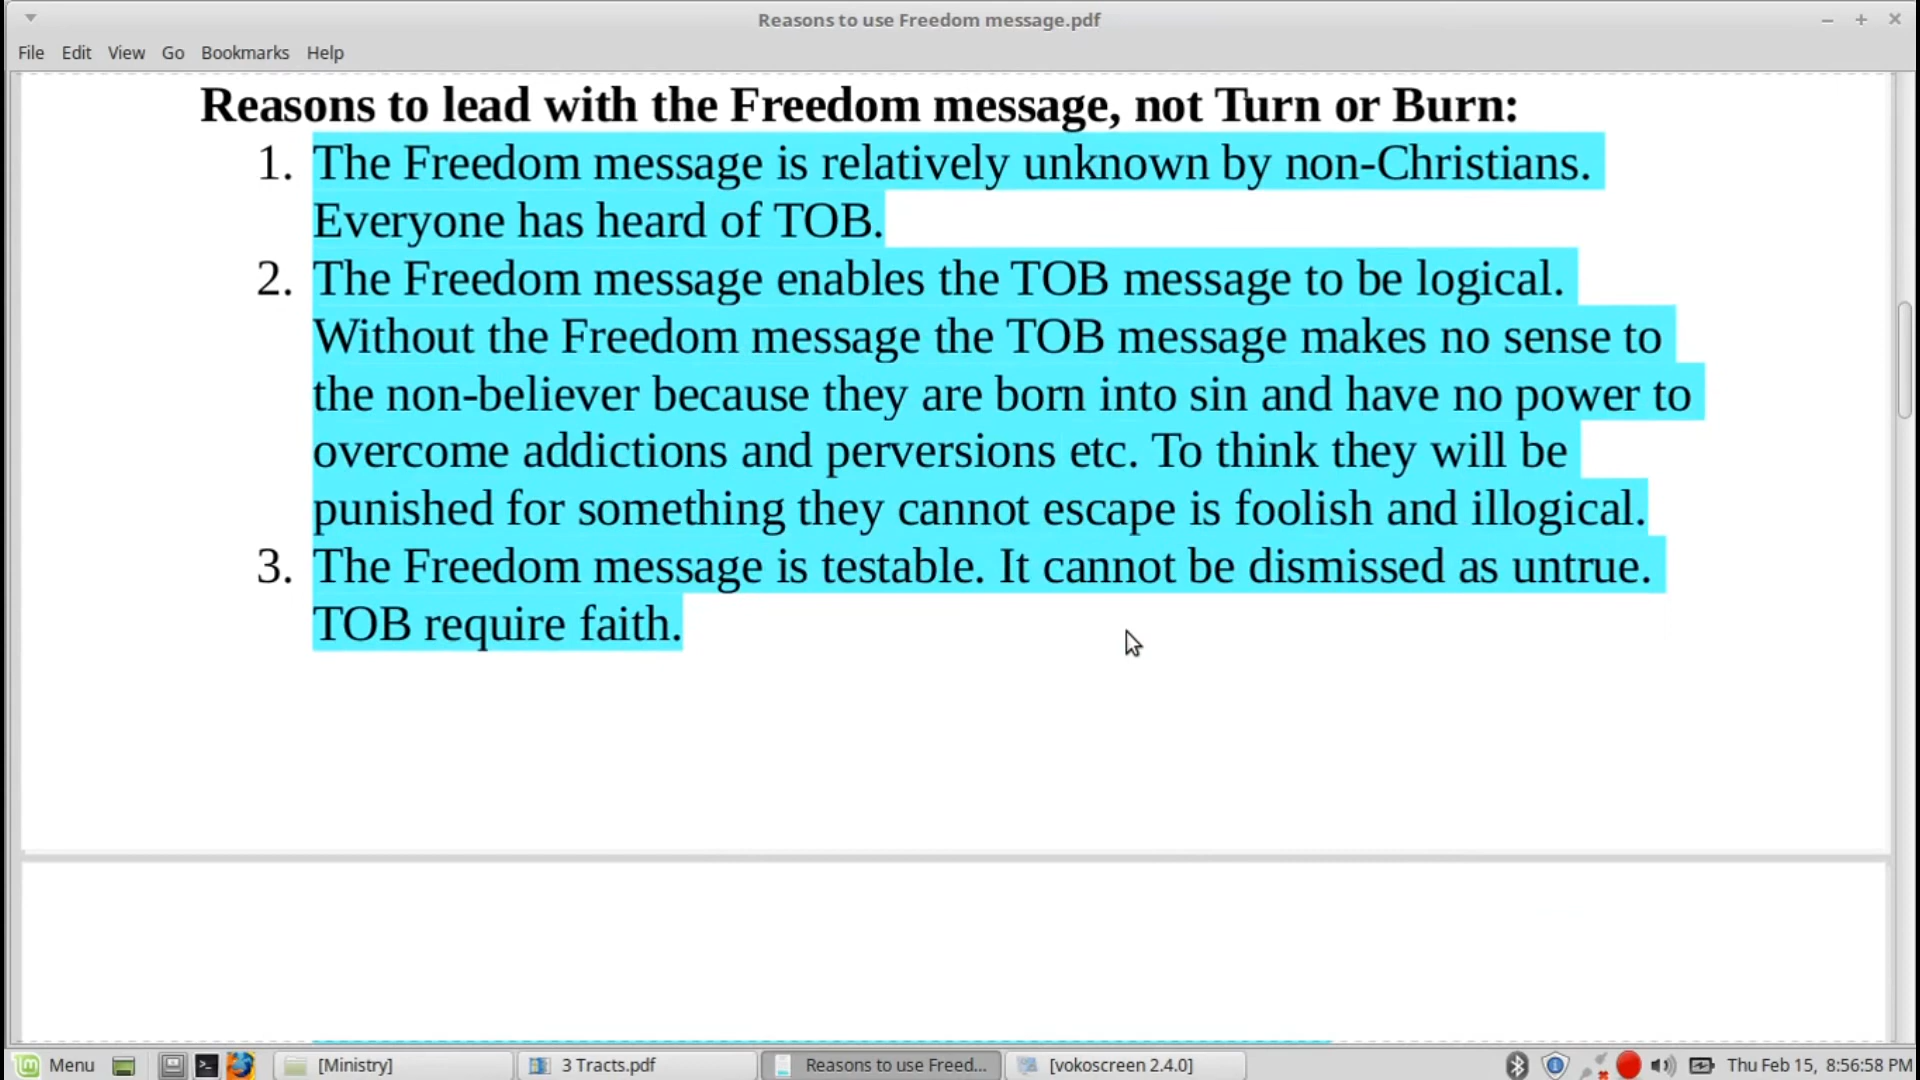 Reasons to use Freedom message.pdf
File Edit View Go Bookmarks Help
Reasons to lead with the Freedom message, not Turn or Burn:
1. The Freedom message is relatively unknown by non-Christians.
Everyone has heard of TOB.
2. The Freedom message enables the TOB message to be logical.
Without the Freedom message the TOB message makes no sense to
the non-believer because they are born into sin and have no power to
overcome addictions and perversions etc. To think they will be
punished for something they cannot escape is foolish and illogical.
3. The Freedom message is testable. It cannot be dismissed as untrue.
TOB require faith.
Menu [Ministry] 3 Tracts.pdf Reasons to use Freed... [vokoscreen 2.4.0] Thu Feb 15, 8:56:58 PM